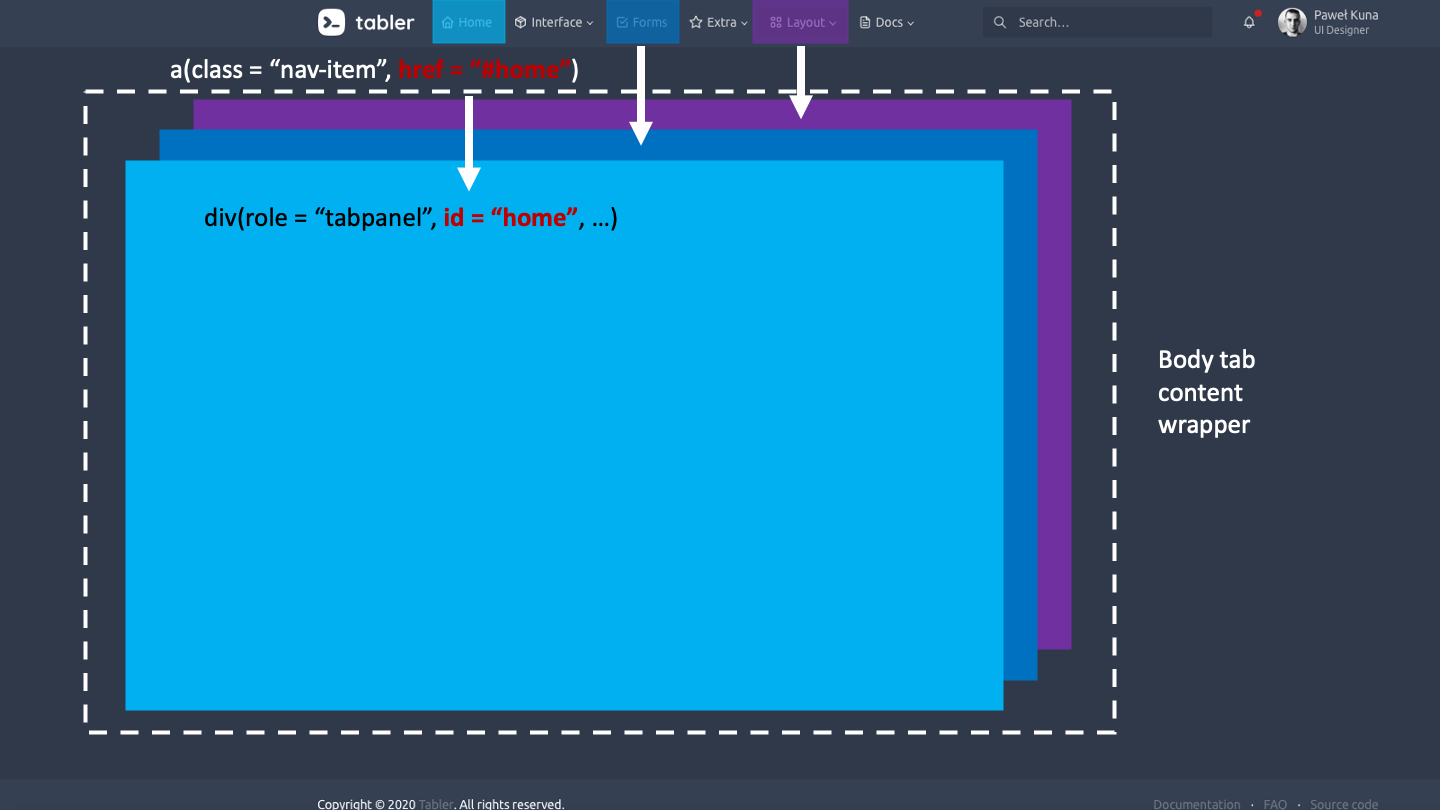 tabler Home Interface Forms Extra Layout Docs Search… Paweł Kuna
UI Designer
a(class = “nav-item”, href = “#home”)
div(role = “tabpanel”, id = “home”, …)
Body tab
content
wrapper
Copyright © 2020 Tabler. All rights reserved. Documentation · FAQ · Source code